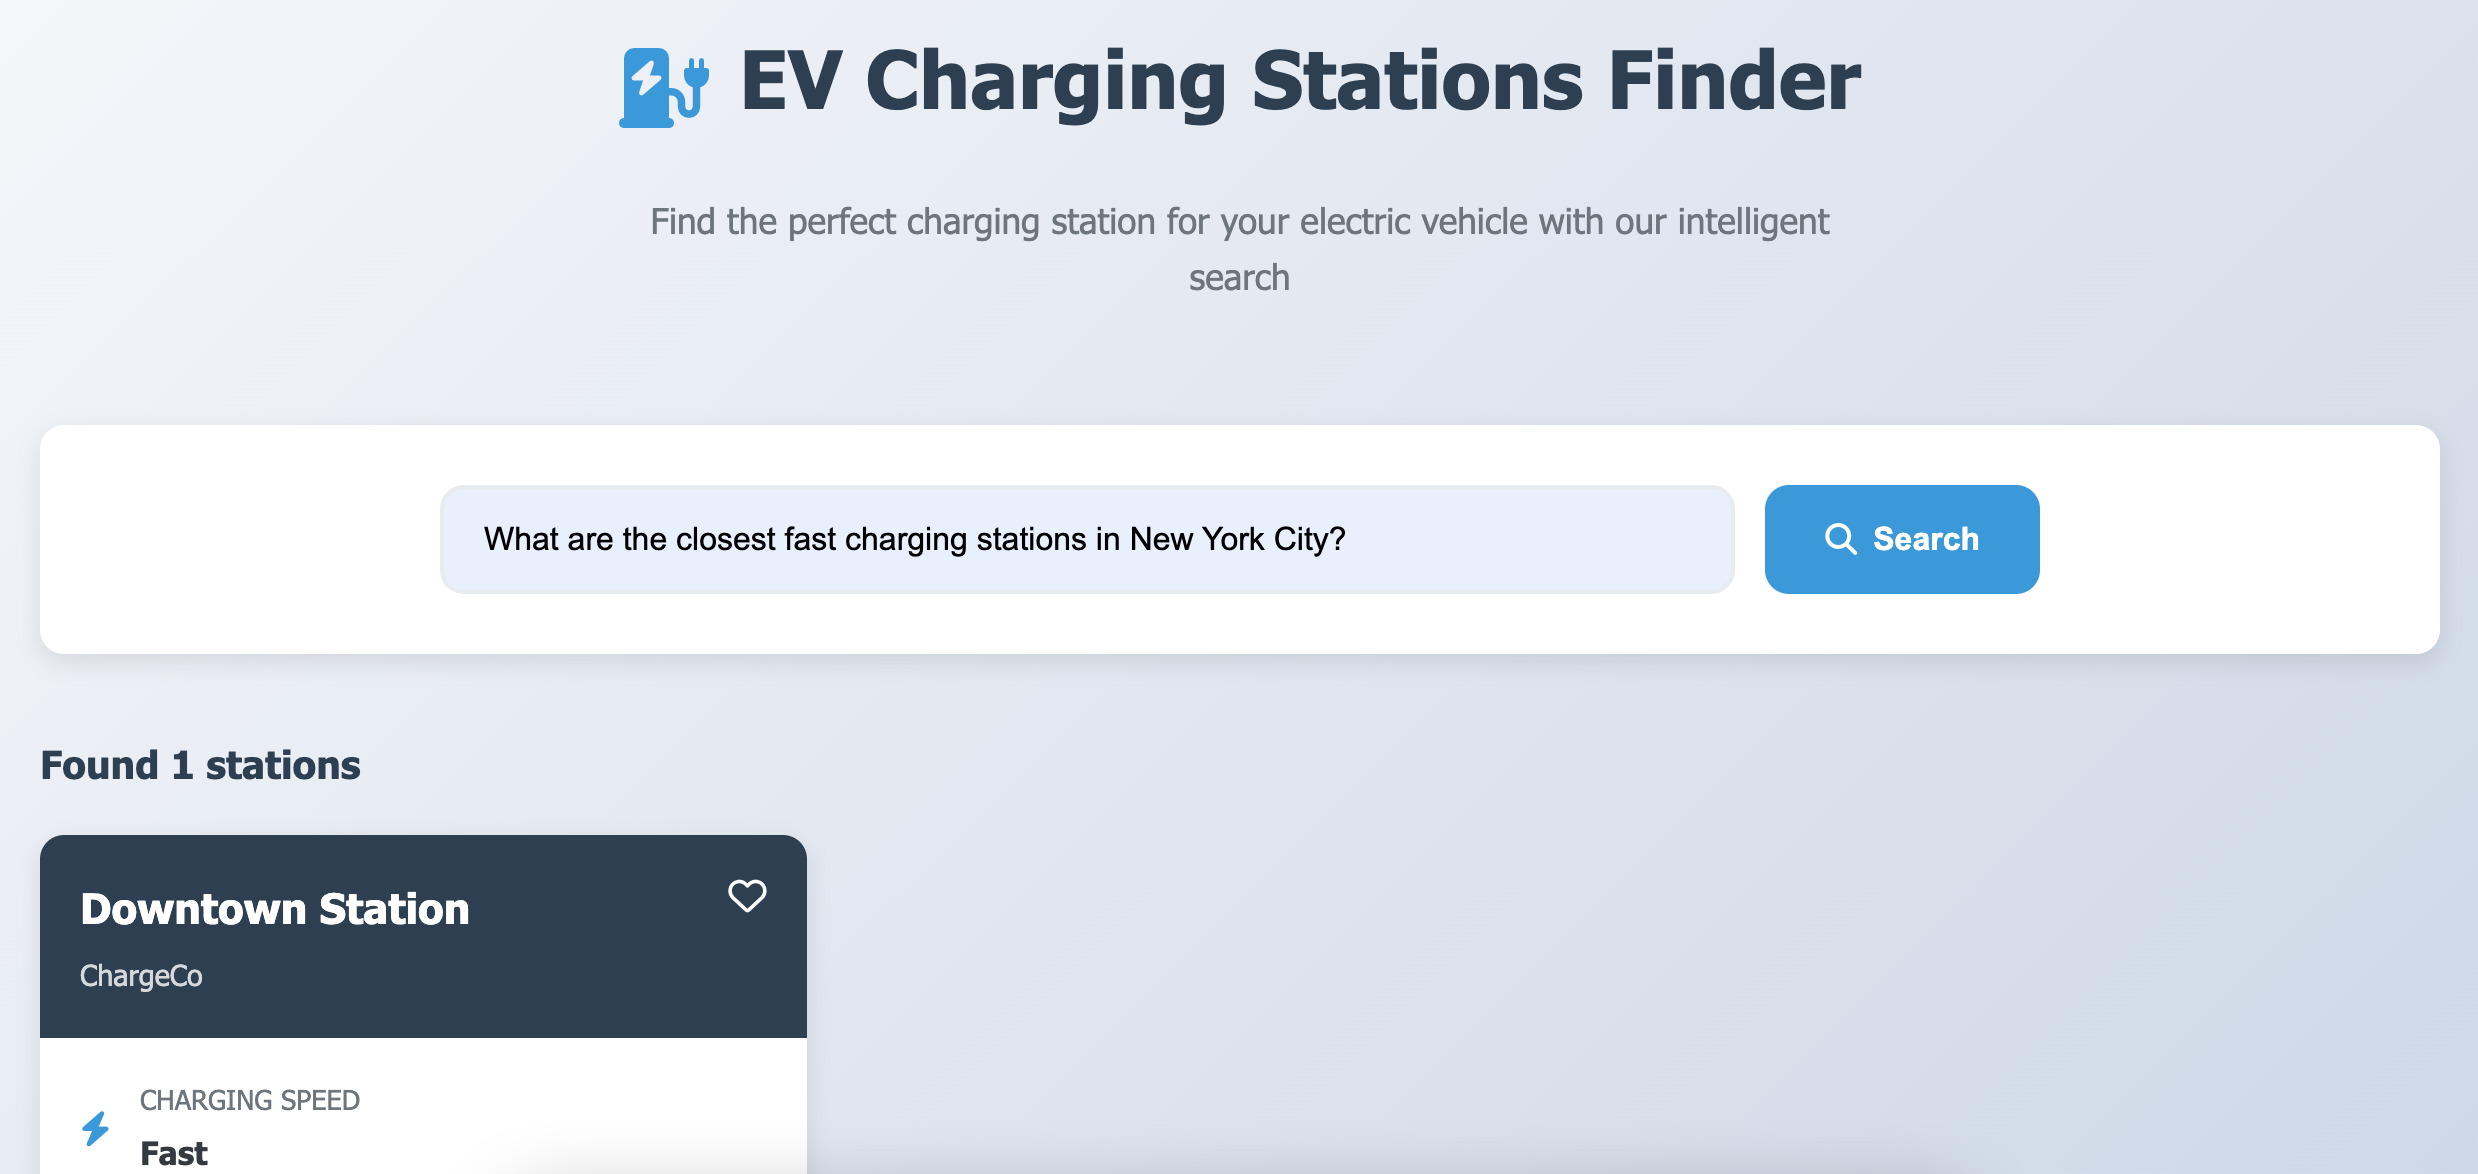 EV Charging Stations Finder
Find the perfect charging station for your electric vehicle with our intelligent
search
What are the closest fast charging stations in New York City?
Search
Found 1 stations
Downtown Station
ChargeCo
CHARGING SPEED
Fast